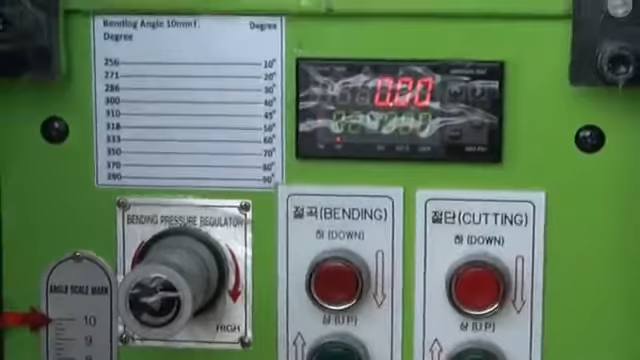 Bending Angle 10mm
Degree
Degree
256 10°
271 20°
286 30°
300 40°
310 45°
318 50°
333 60°
350 70°
370 80°
390 90°
0.00
BENDING PRESSURE REGULATOR
HIGH
ANGLE SCALE MARK
10
9
8
절곡(BENDING)
하(DOWN)
상(UP)
절단(CUTTING)
하(DOWN)
상(UP)